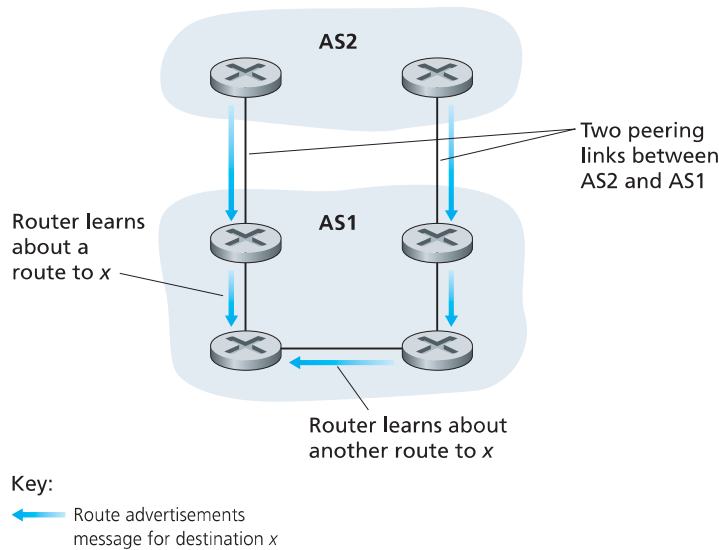 AS2
Two peering
links between
AS2 and AS1
Router learns
about a
route to x
AS1
Router learns about
another route to x
Key:
Route advertisements
message for destination x